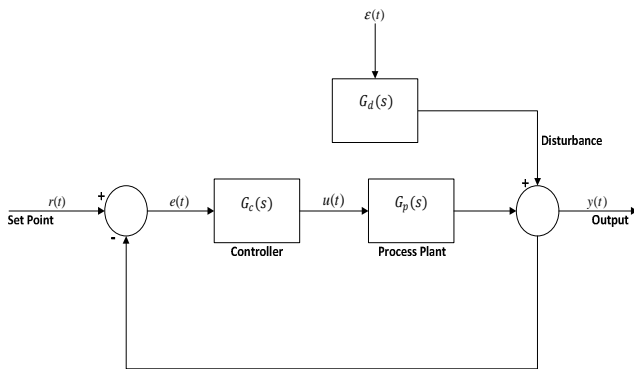 ε(t)
G_d(s)
Disturbance
+
+
r(t)
e(t)
G_c(s)
u(t)
G_p(s)
y(t)
Set Point
Output
-
Controller
Process Plant